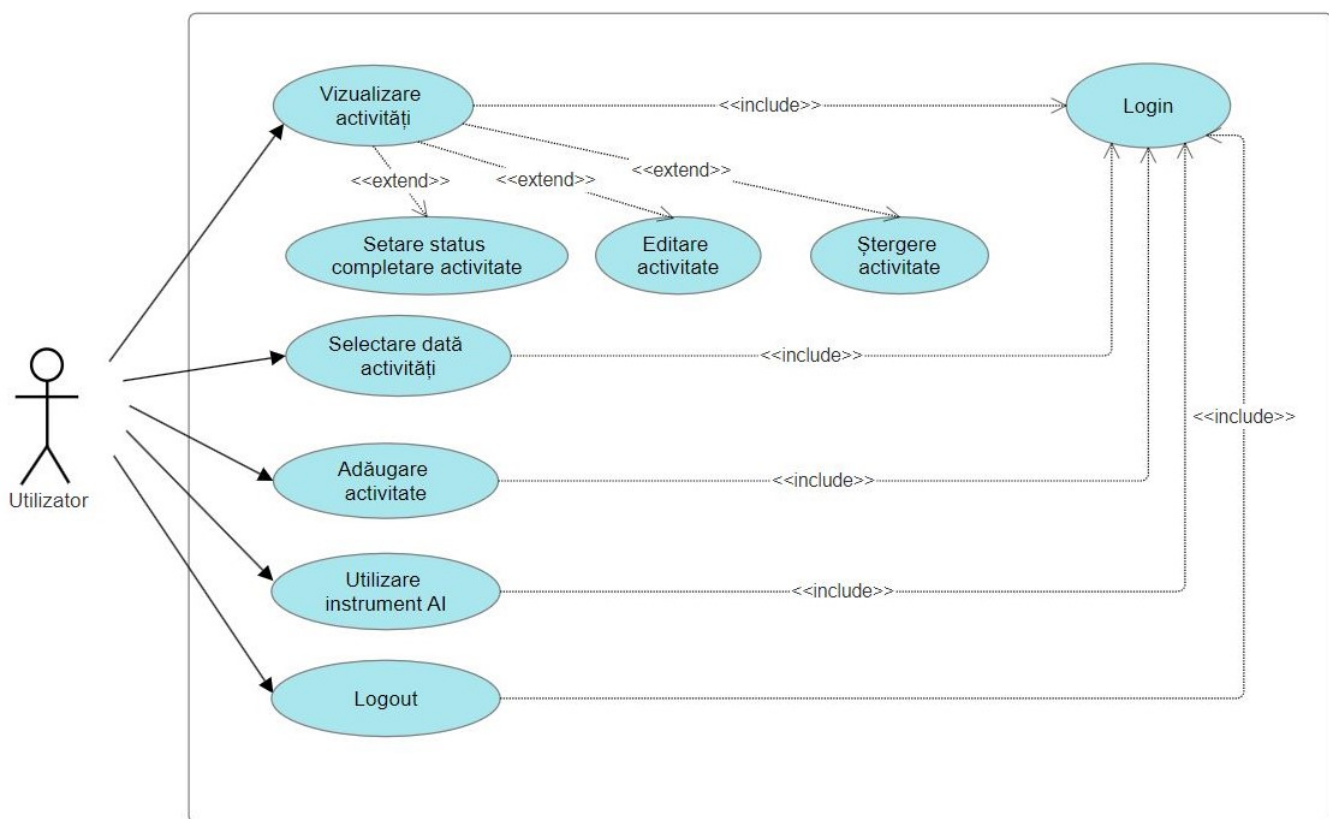 Vizualizare
activități
<<include>>
Login
<<extend>>
<<extend>>
<<extend>>
Setare status
completare activitate
Editare
activitate
Ștergere
activitate
Selectare dată
activități
<<include>>
<<include>>
Adăugare
activitate
<<include>>
Utilizator
Utilizare
instrument AI
<<include>>
Logout